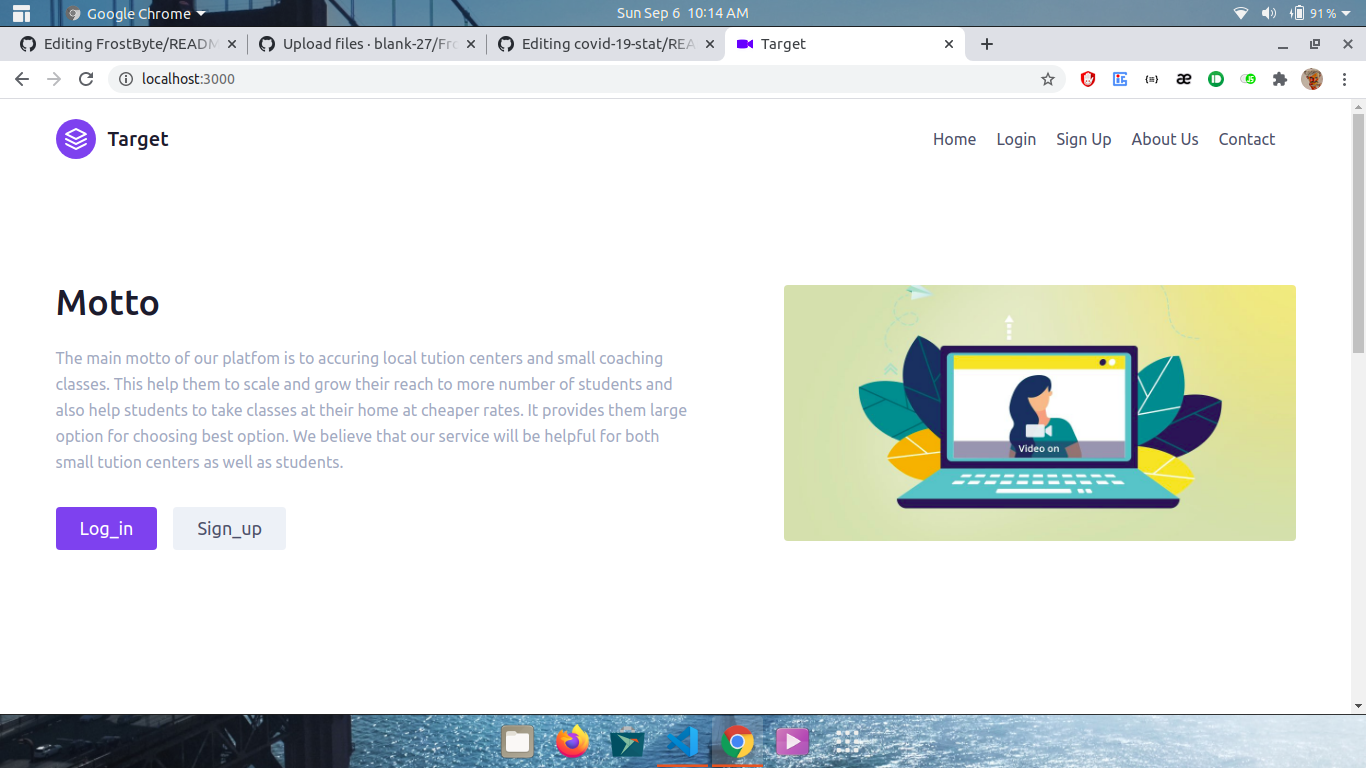 Google Chrome
Sun Sep 6 10:14 AM
91 %
Editing FrostByte/READM
Upload files · blank-27/Fro
Editing covid-19-stat/REA
Target
localhost:3000
Target
Home Login Sign Up About Us Contact
Motto
The main motto of our platfom is to accuring local tution centers and small coaching
classes. This help them to scale and grow their reach to more number of students and
also help students to take classes at their home at cheaper rates. It provides them large
option for choosing best option. We believe that our service will be helpful for both
small tution centers as well as students.
Log_in Sign_up
Video on